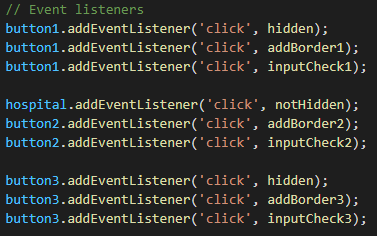 // Event listeners
button1.addEventListener('click', hidden);
button1.addEventListener('click', addBorder1);
button1.addEventListener('click', inputCheck1);
hospital.addEventListener('click', notHidden);
button2.addEventListener('click', addBorder2);
button2.addEventListener('click', inputCheck2);
button3.addEventListener('click', hidden);
button3.addEventListener('click', addBorder3);
button3.addEventListener('click', inputCheck3);